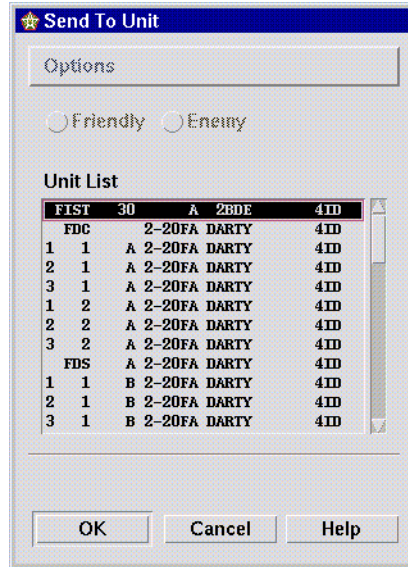 Send To Unit
Options
Friendly Enemy
Unit List
FIST 30 A 2BDE 4ID
FDC 2-20FA DARTY 4ID
1 1 A 2-20FA DARTY 4ID
2 1 A 2-20FA DARTY 4ID
3 1 A 2-20FA DARTY 4ID
1 2 A 2-20FA DARTY 4ID
2 2 A 2-20FA DARTY 4ID
3 2 A 2-20FA DARTY 4ID
FDS A 2-20FA DARTY 4ID
1 1 B 2-20FA DARTY 4ID
2 1 B 2-20FA DARTY 4ID
3 1 B 2-20FA DARTY 4ID
OK Cancel Help